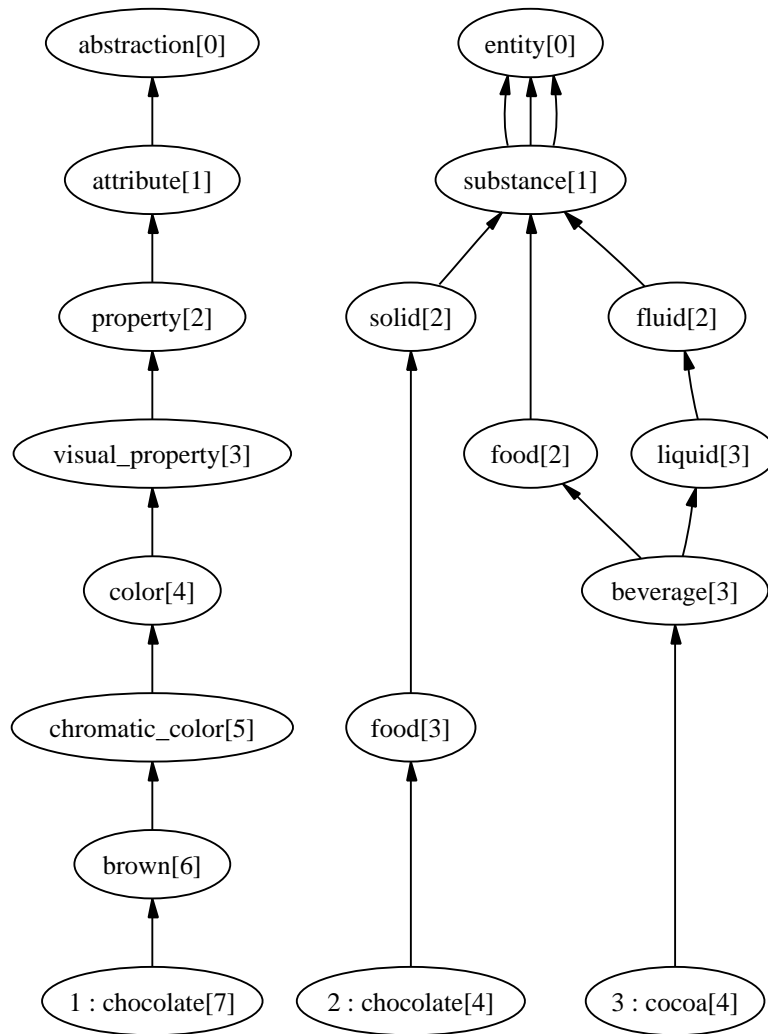 abstraction[0]
entity[0]
attribute[1]
substance[1]
property[2]
solid[2]
fluid[2]
visual_property[3]
food[2]
liquid[3]
color[4]
beverage[3]
chromatic_color[5]
food[3]
brown[6]
1 : chocolate[7]
2 : chocolate[4]
3 : cocoa[4]